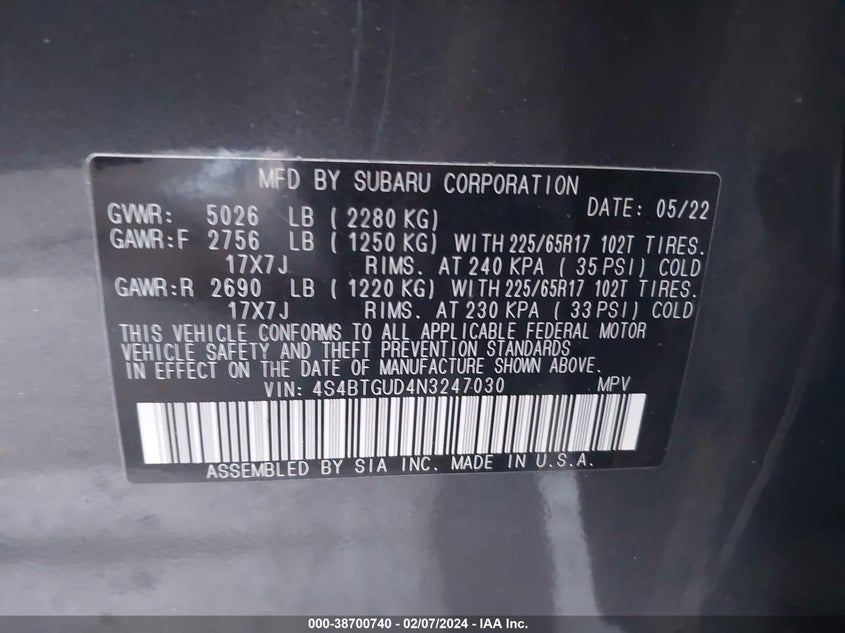 MFD BY SUBARU CORPORATION
DATE: 05/22
GVWR: 5026 LB ( 2280 KG)
GAWR:F 2756 LB ( 1250 KG) WITH 225/65R17 102T TIRES.
17X7J RIMS. AT 240 KPA ( 35 PSI) COLD
GAWR:R 2690 LB ( 1220 KG) WITH 225/65R17 102T TIRES.
17X7J RIMS. AT 230 KPA ( 33 PSI) COLD
THIS VEHICLE CONFORMS TO ALL APPLICABLE FEDERAL MOTOR
VEHICLE SAFETY AND THEFT PREVENTION STANDARDS
IN EFFECT ON THE DATE OF MANUFACTURE SHOWN ABOVE.
VIN: 4S4BTGUD4N3247030 MPV
ASSEMBLED BY SIA INC. MADE IN U.S.A.
000-38700740 - 02/07/2024 - IAA Inc.